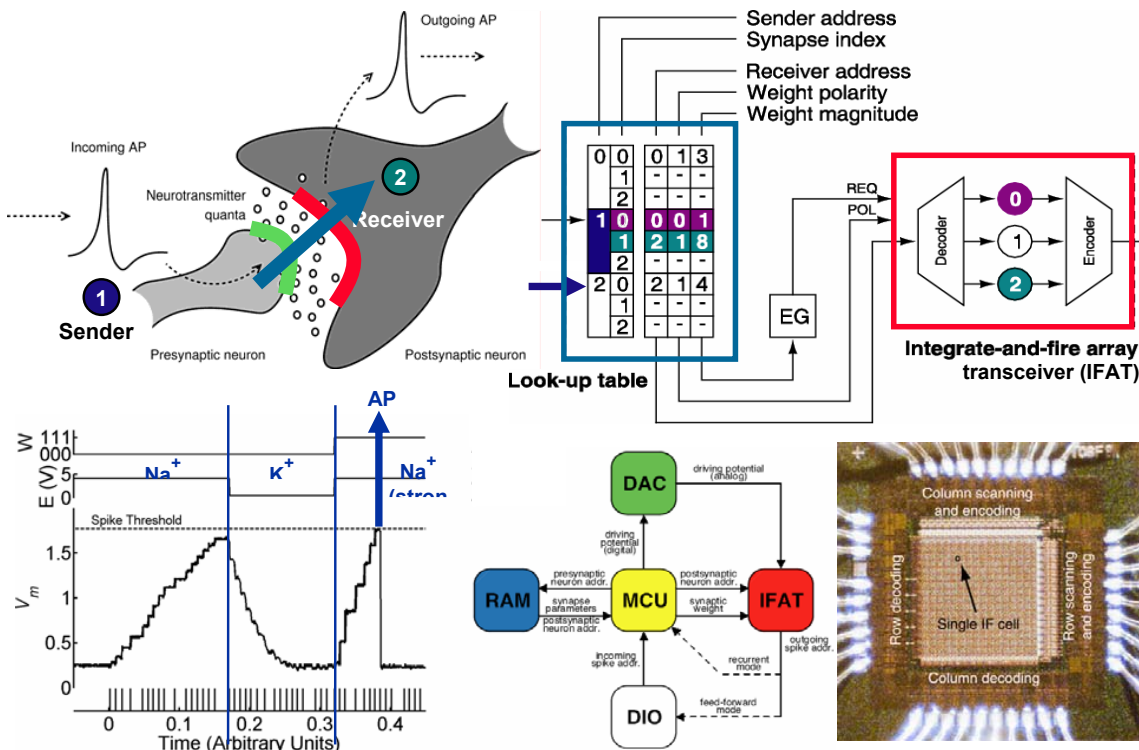 Outgoing AP
Incoming AP
Neurotransmitter
quanta
2
Receiver
1
Sender
Presynaptic neuron
Postsynaptic neuron
Sender address
Synapse index
Receiver address
Weight polarity
Weight magnitude
0 0 0 1 3
1 - - -
2 - - -
1 0 0 0 1
1 2 1 8
2 - - -
2 0 2 1 4
1 - - -
2 - - -
Look-up table
EG
REQ
POL
Decoder
0
1
2
Encoder
Integrate-and-fire array
transceiver (IFAT)
AP
W
111
000
E (V)
5
0
Na+
K+
Na+
(stron
Spike Threshold
Vm
1.5
1
0.5
0
0 0.1 0.2 0.3 0.4
Time (Arbitrary Units)
DAC
driving potential
(analog)
driving
potential
(digital)
RAM
presynaptic
neuron addr.
synapse
parameters
postsynaptic
neuron addr.
MCU
postsynaptic
neuron addr.
synaptic
weight
IFAT
incoming
spike addr.
recurrent
mode
outgoing
spike addr.
feed-forward
mode
DIO
Column scanning
and encoding
Row decoding
Single IF cell
Row scanning
and encoding
Column decoding